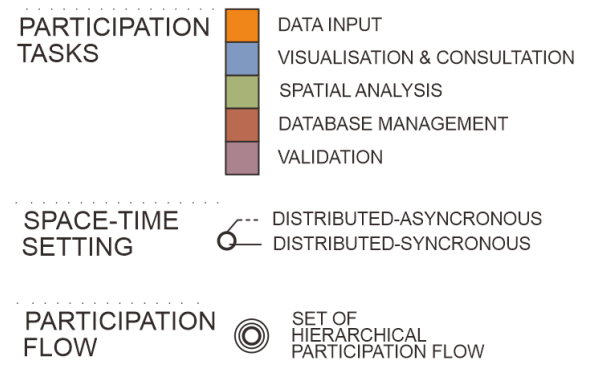 PARTICIPATION TASKS
DATA INPUT
VISUALISATION & CONSULTATION
SPATIAL ANALYSIS
DATABASE MANAGEMENT
VALIDATION
SPACE-TIME SETTING
DISTRIBUTED-ASYNCRONOUS
DISTRIBUTED-SYNCRONOUS
PARTICIPATION FLOW
SET OF
HIERARCHICAL
PARTICIPATION FLOW